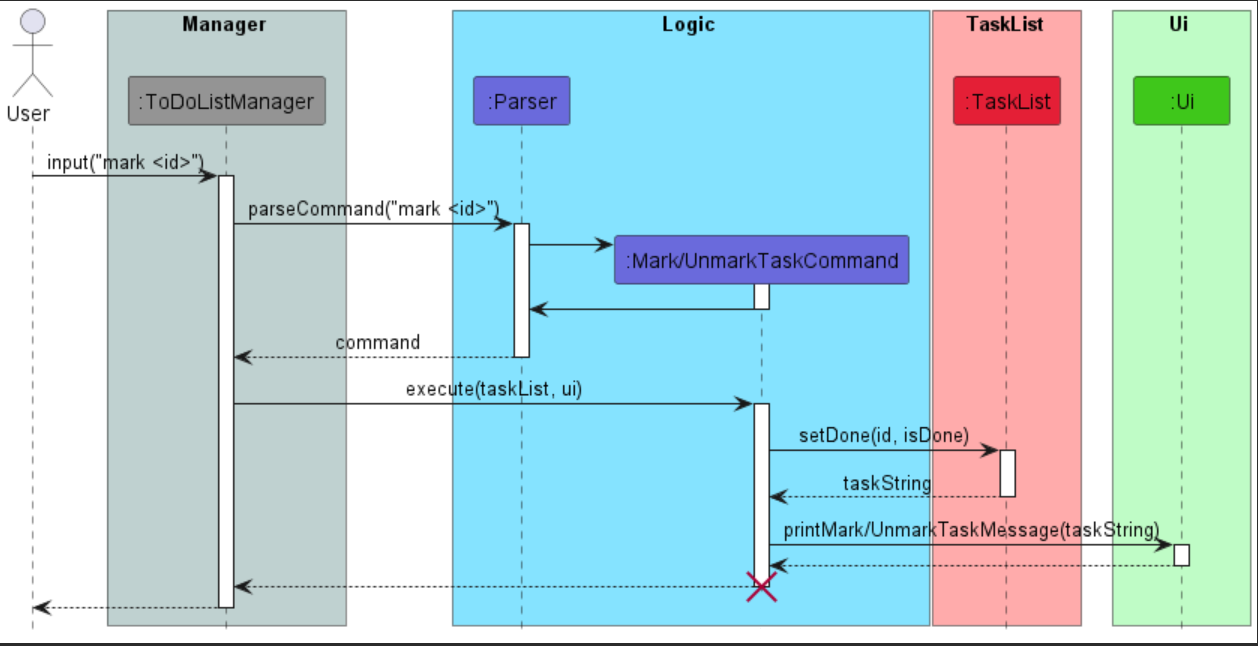 Manager
Logic
TaskList
Ui
:ToDoListManager
:Parser
:TaskList
:Ui
User
input("mark <id>")
parseCommand("mark <id>")
:Mark/UnmarkTaskCommand
command
execute(taskList, ui)
setDone(id, isDone)
taskString
printMark/UnmarkTaskMessage(taskString)